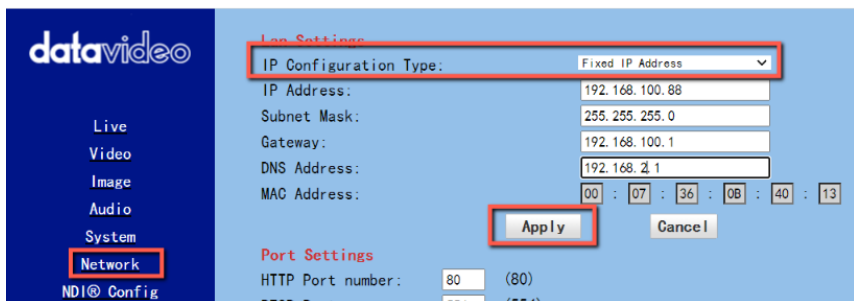 datavideo
Live
Video
Image
Audio
System
Network
NDI® Config
Lan Settings
IP Configuration Type: Fixed IP Address
IP Address: 192.168.100.88
Subnet Mask: 255.255.255.0
Gateway: 192.168.100.1
DNS Address: 192.168.2.1
MAC Address: 00 : 07 : 36 : 0B : 40 : 13
Apply Cancel
Port Settings
HTTP Port number: 80 (80)